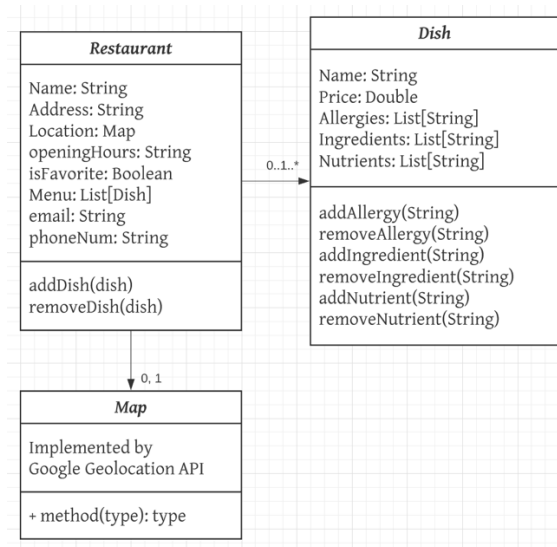 Restaurant
Name: String
Address: String
Location: Map
openingHours: String
isFavorite: Boolean
Menu: List[Dish]
email: String
phoneNum: String
addDish(dish)
removeDish(dish)
0..1..*
Dish
Name: String
Price: Double
Allergies: List[String]
Ingredients: List[String]
Nutrients: List[String]
addAllergy(String)
removeAllergy(String)
addIngredient(String)
removeIngredient(String)
addNutrient(String)
removeNutrient(String)
0, 1
Map
Implemented by
Google Geolocation API
+ method(type): type